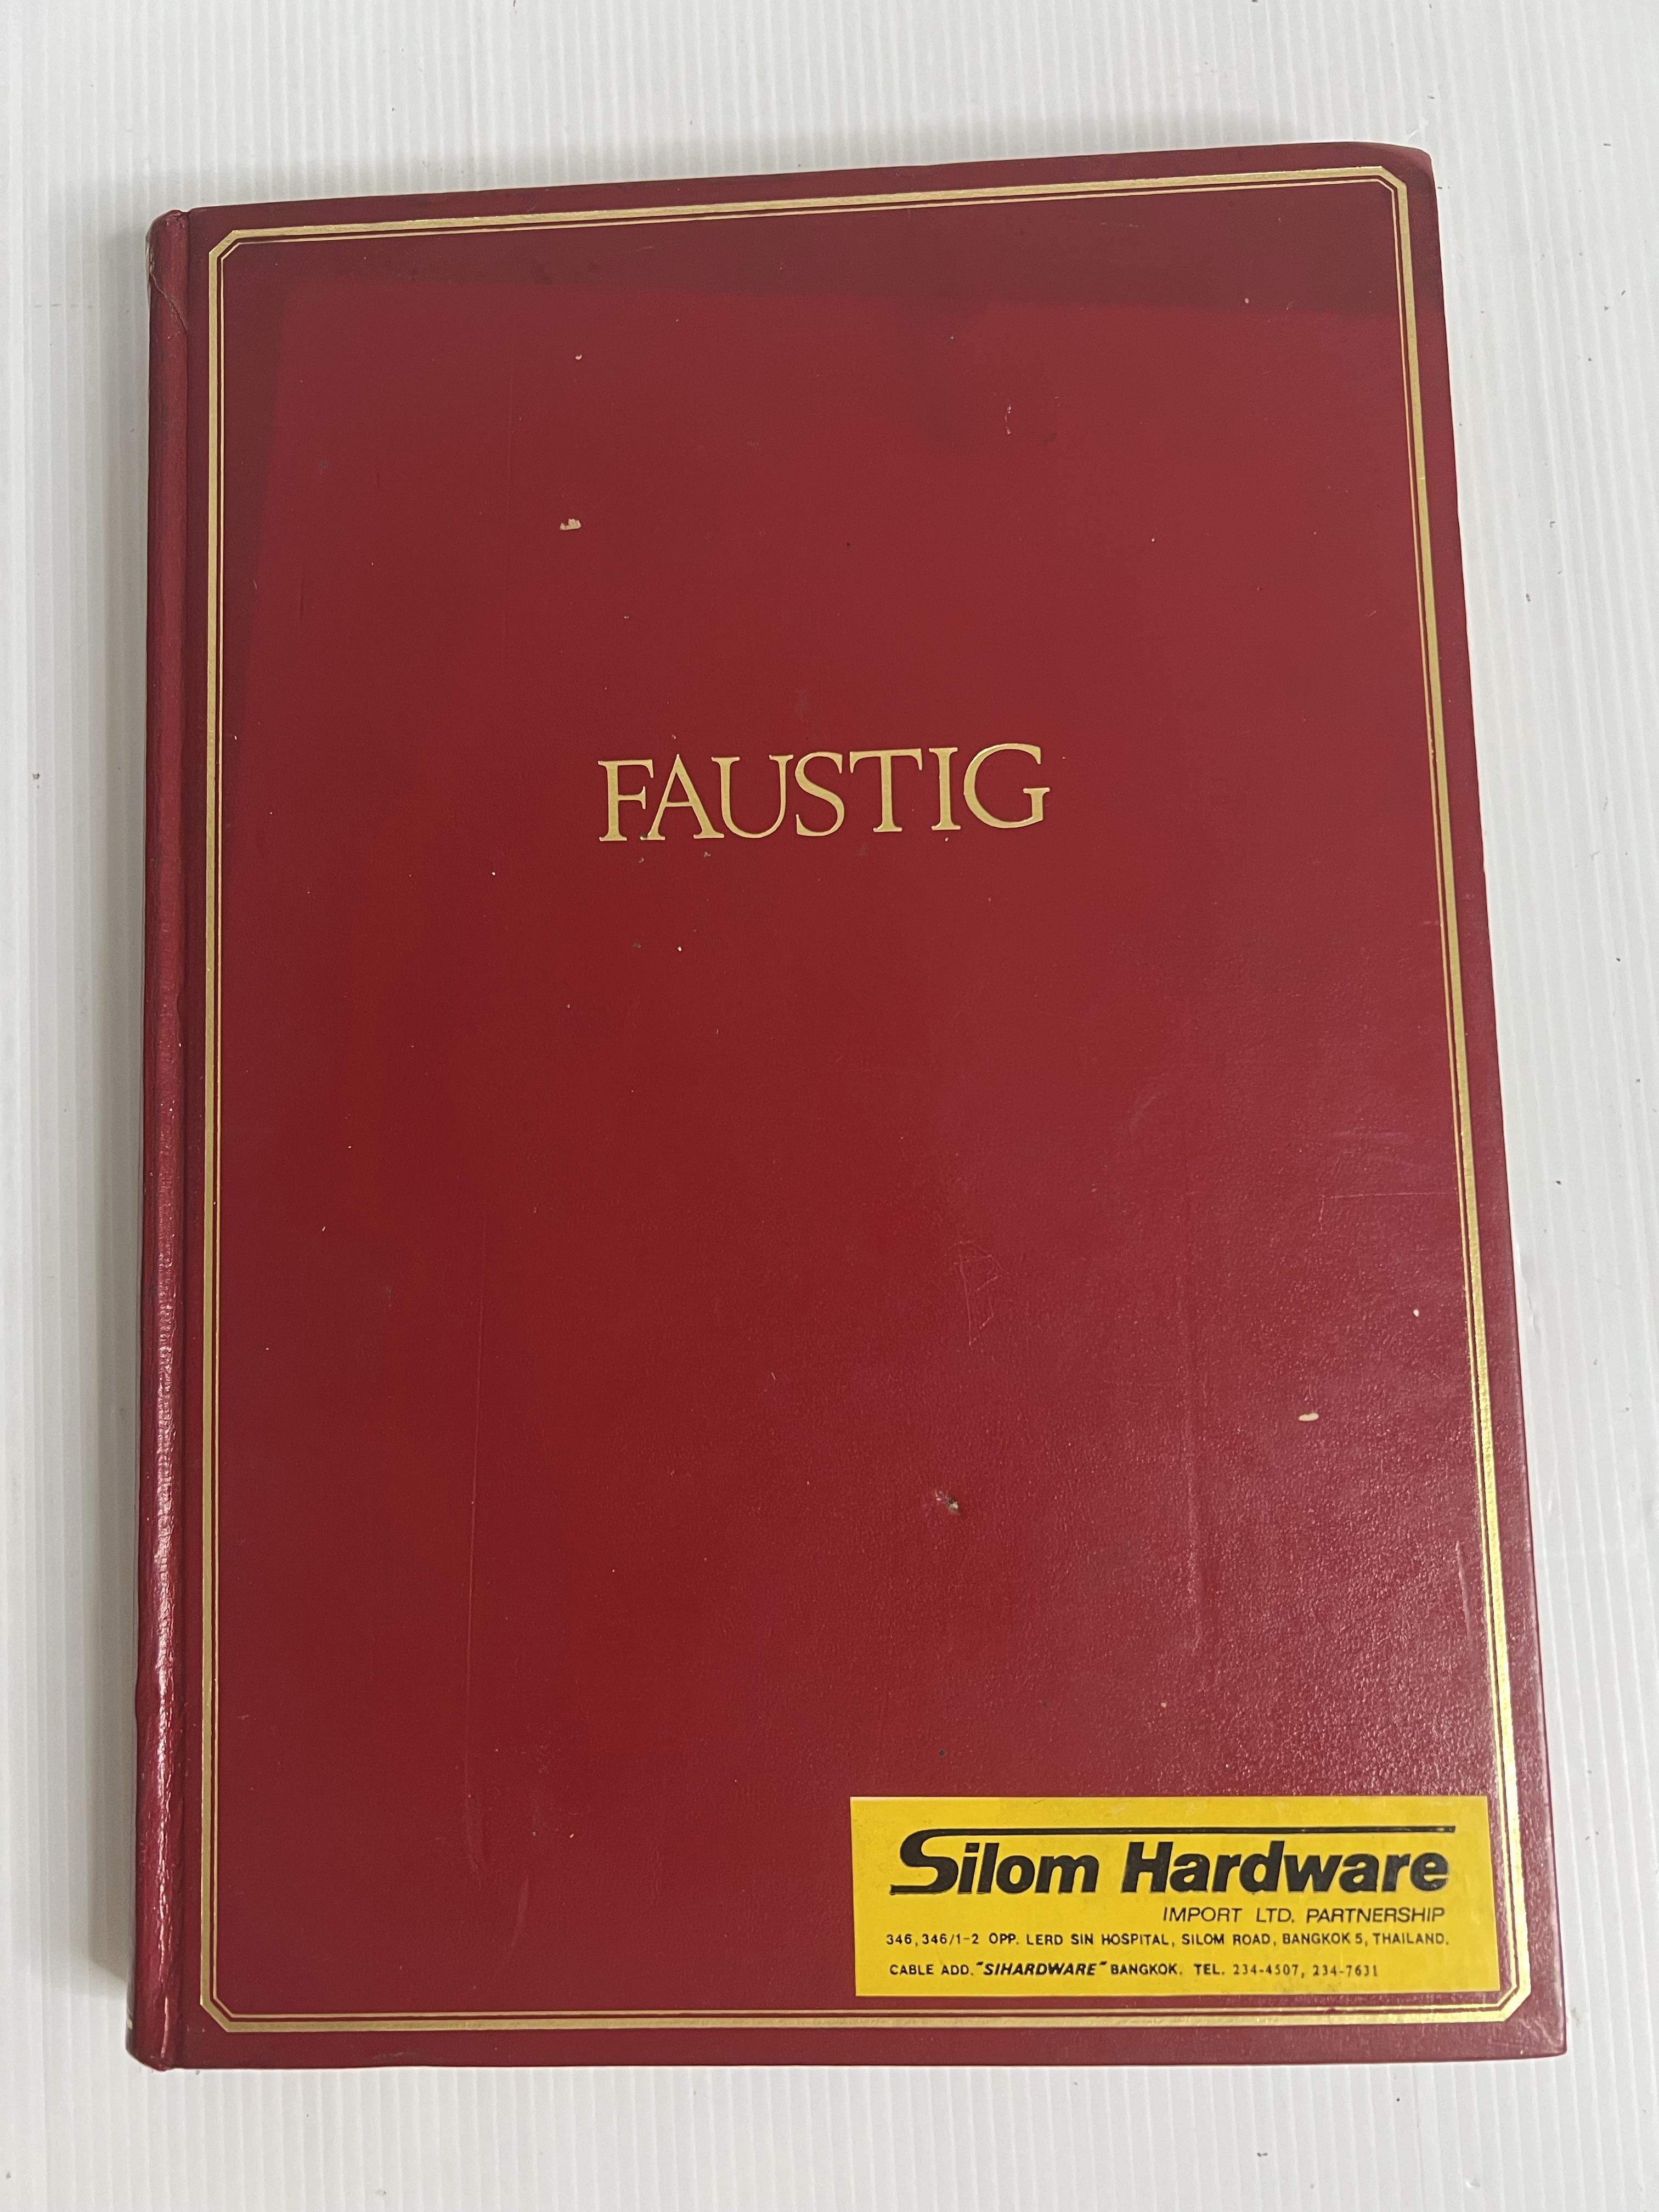 FAUSTIG
Silom Hardware
IMPORT LTD. PARTNERSHIP
346,346/1-2 OPP. LERD SIN HOSPITAL, SILOM ROAD, BANGKOK 5, THAILAND.
CABLE ADD. "SIHARDWARE" BANGKOK. TEL. 234-4507, 234-7631